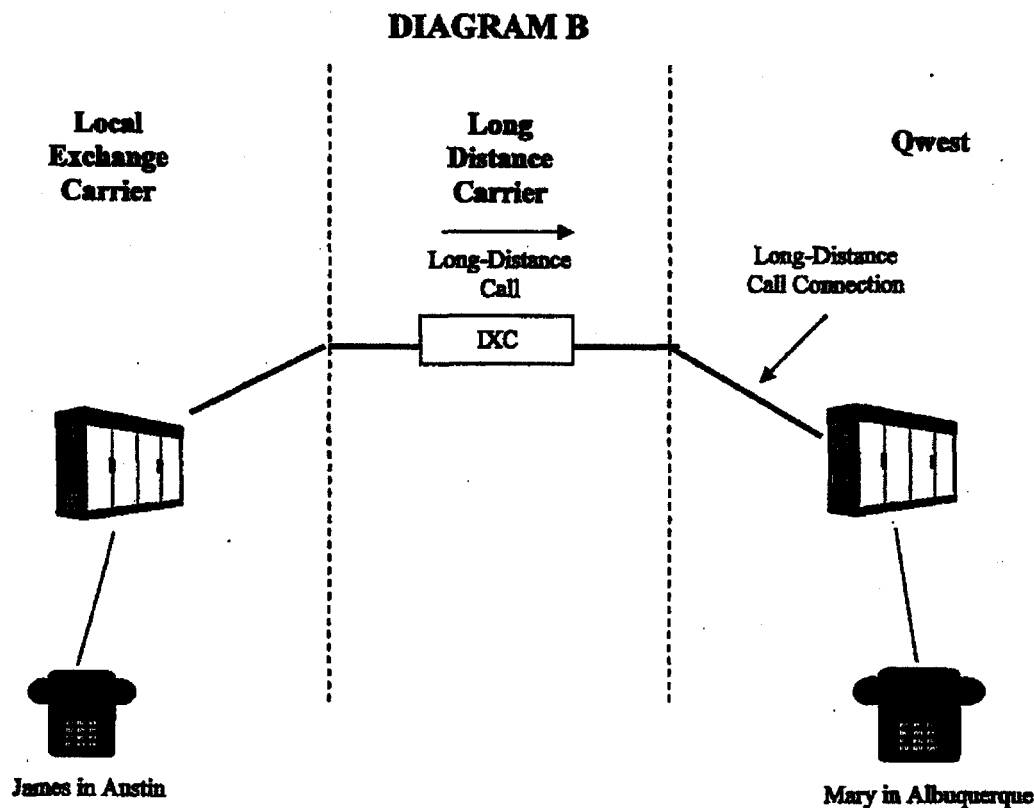 DIAGRAM B
Local
Exchange
Carrier
Long
Distance
Carrier
Qwest
Long-Distance
Call
Long-Distance
Call Connection
IXC
James in Austin
Mary in Albuquerque